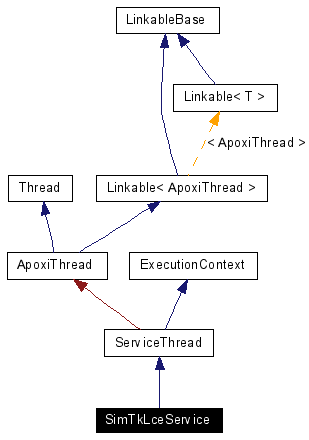 LinkableBase
Linkable< T >
< ApoxiThread >
Thread
Linkable< ApoxiThread >
ApoxiThread
ExecutionContext
ServiceThread
SimTkLceService